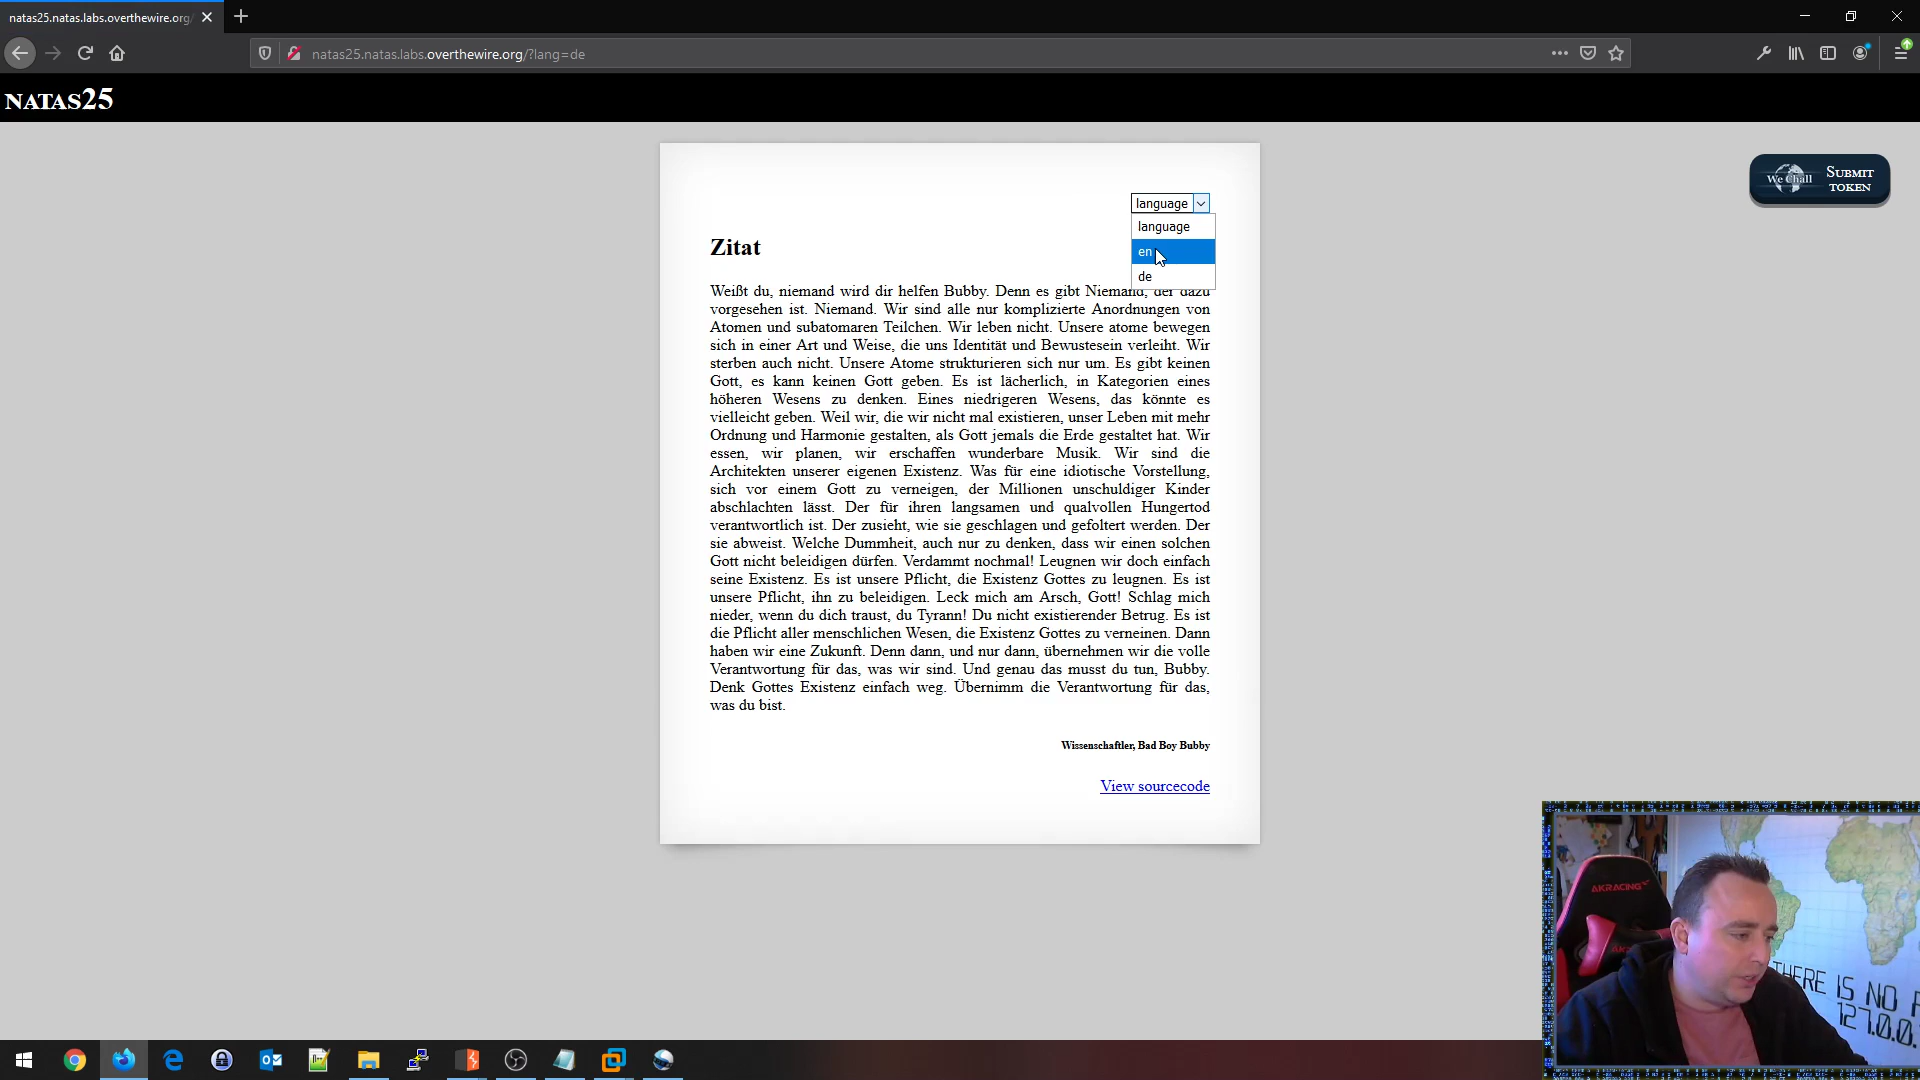 natas25.natas.labs.overthewire.org/
natas25.natas.labs.overthewire.org/?lang=de
NATAS25
We Chall
SUBMIT
TOKEN
language
language
en
de
Zitat
Weißt du, niemand wird dir helfen Bubby. Denn es gibt Niemand, der dazu
vorgesehen ist. Niemand. Wir sind alle nur komplizierte Anordnungen von
Atomen und subatomaren Teilchen. Wir leben nicht. Unsere atome bewegen
sich in einer Art und Weise, die uns Identität und Bewustesein verleiht. Wir
sterben auch nicht. Unsere Atome strukturieren sich nur um. Es gibt keinen
Gott, es kann keinen Gott geben. Es ist lächerlich, in Kategorien eines
höheren Wesens zu denken. Eines niedrigeren Wesens, das könnte es
vielleicht geben. Weil wir, die wir nicht mal existieren, unser Leben mit mehr
Ordnung und Harmonie gestalten, als Gott jemals die Erde gestaltet hat. Wir
essen, wir planen, wir erschaffen wunderbare Musik. Wir sind die
Architekten unserer eigenen Existenz. Was für eine idiotische Vorstellung,
sich vor einem Gott zu verneigen, der Millionen unschuldiger Kinder
abschlachten lässt. Der für ihren langsamen und qualvollen Hungertod
verantwortlich ist. Der zusieht, wie sie geschlagen und gefoltert werden. Der
sie abweist. Welche Dummheit, auch nur zu denken, dass wir einen solchen
Gott nicht beleidigen dürfen. Verdammt nochmal! Leugnen wir doch einfach
seine Existenz. Es ist unsere Pflicht, die Existenz Gottes zu leugnen. Es ist
unsere Pflicht, ihn zu beleidigen. Leck mich am Arsch, Gott! Schlag mich
nieder, wenn du dich traust, du Tyrann! Du nicht existierender Betrug. Es ist
die Pflicht aller menschlichen Wesen, die Existenz Gottes zu verneinen. Dann
haben wir eine Zukunft. Denn dann, und nur dann, übernehmen wir die volle
Verantwortung für das, was wir sind. Und genau das musst du tun, Bubby.
Denk Gottes Existenz einfach weg. Übernimm die Verantwortung für das,
was du bist.
Wissenschaftler, Bad Boy Bubby
View sourcecode
AKRACING
THERE IS NO
127.0.0.